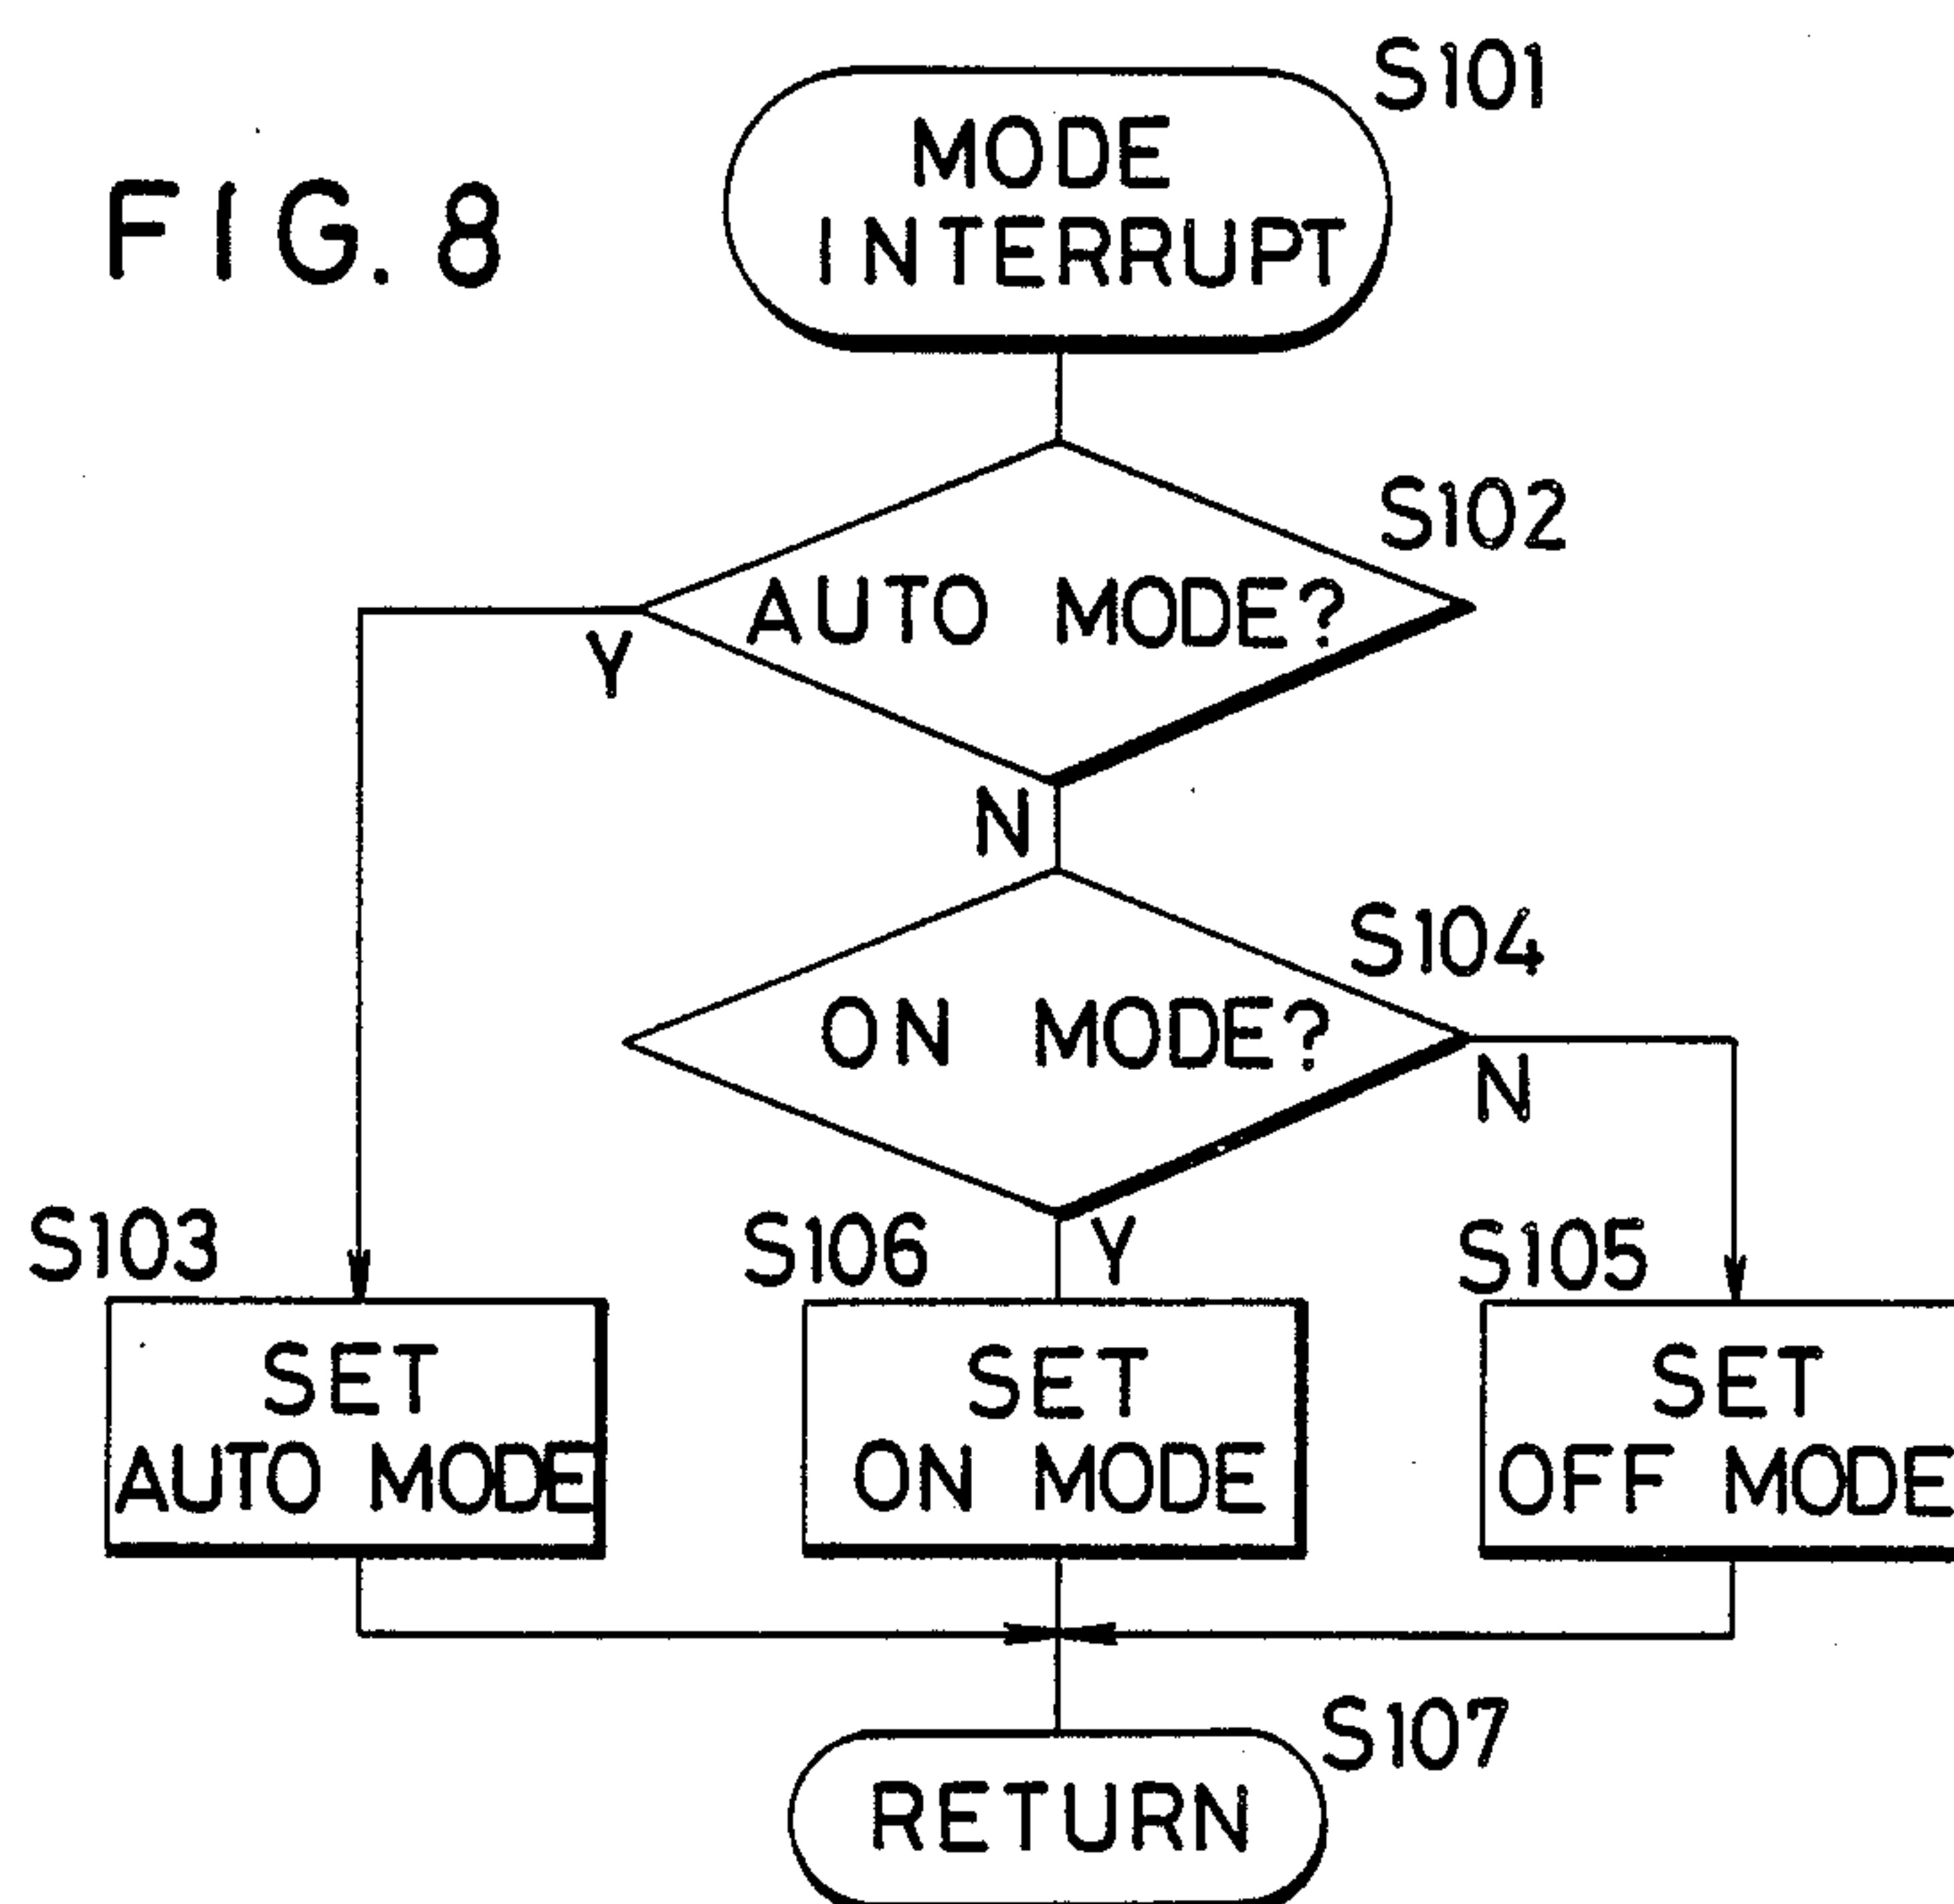 FIG. 8
S101
MODE
INTERRUPT
S102
AUTO MODE?
Y
N
S104
ON MODE?
N
Y
S103
S106
S105
SET
AUTO MODE
SET
ON MODE
SET
OFF MODE
S107
RETURN